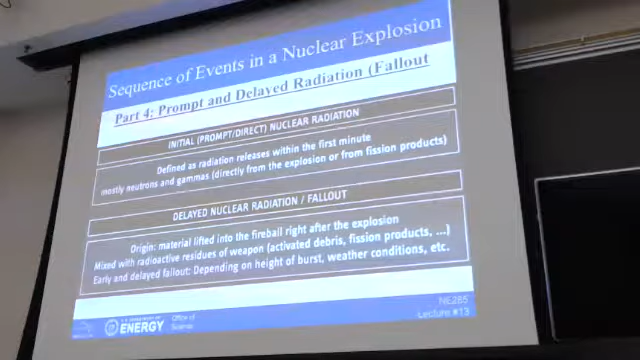 Sequence of Events in a Nuclear Explosion
Part 4: Prompt and Delayed Radiation (Fallout
INITIAL (PROMPT/DIRECT) NUCLEAR RADIATION
Defined as radiation releases within the first minute
mostly neutrons and gammas (directly from the explosion or from fission products)
DELAYED NUCLEAR RADIATION / FALLOUT
Origin: material lifted into the fireball right after the explosion
Mixed with radioactive residues of weapon (activated debris, fission products, ...)
Early and delayed fallout: Depending on height of burst, weather conditions, etc.
U.S. DEPARTMENT OF
ENERGY
Office of
Science
NE285
Lecture #13